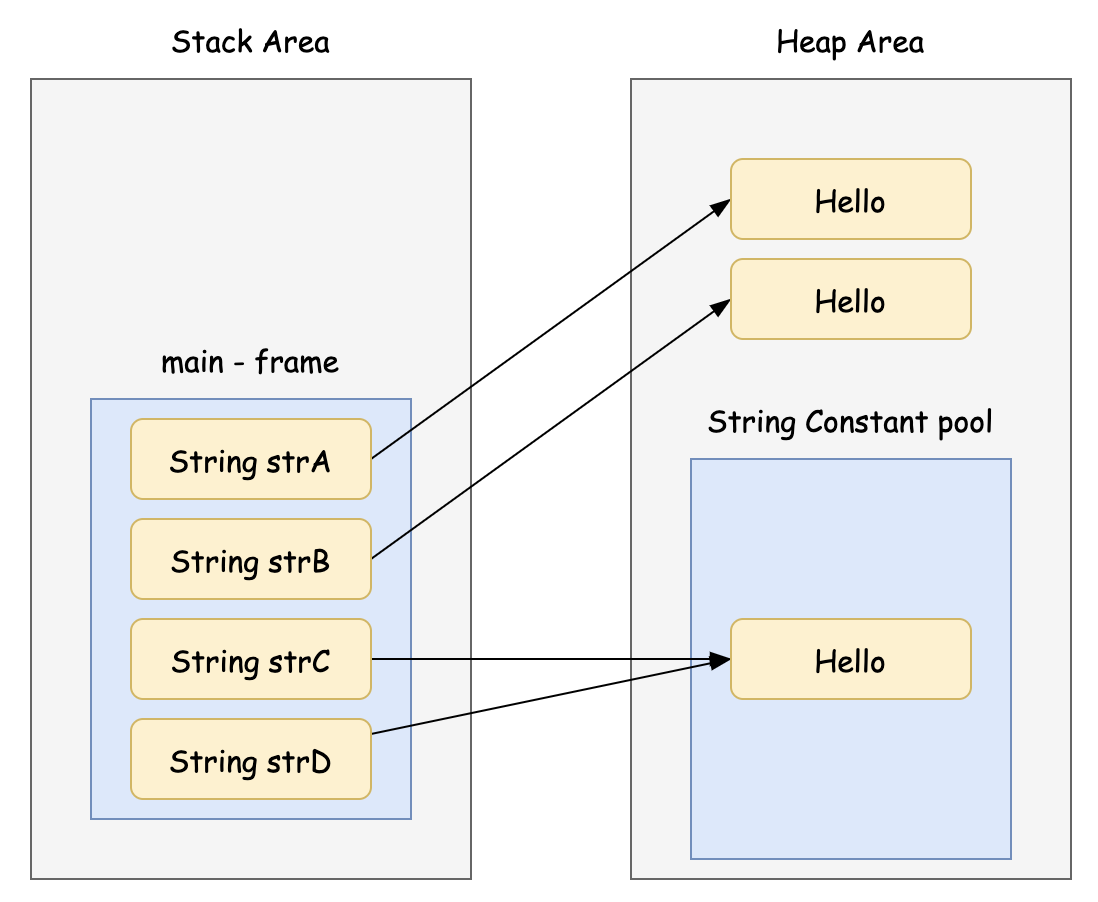 Stack Area
Heap Area
Hello
Hello
main - frame
String Constant pool
String strA
String strB
String strC
Hello
String strD